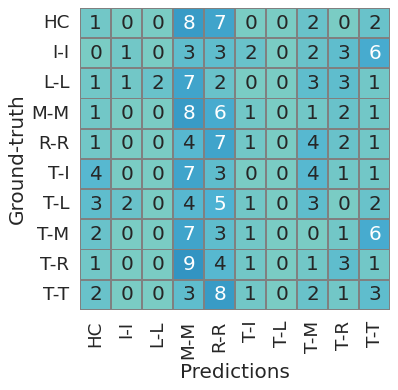 Ground-truth
HC 1 0 0 8 7 0 0 2 0 2
I-I 0 1 0 3 3 2 0 2 3 6
L-L 1 1 2 7 2 0 0 3 3 1
M-M 1 0 0 8 6 1 0 1 2 1
R-R 1 0 0 4 7 1 0 4 2 1
T-I 4 0 0 7 3 0 0 4 1 1
T-L 3 2 0 4 5 1 0 3 0 2
T-M 2 0 0 7 3 1 0 0 1 6
T-R 1 0 0 9 4 1 0 1 3 1
T-T 2 0 0 3 8 1 0 2 1 3
HC I-I L-L M-M R-R T-I T-L T-M T-R T-T
Predictions